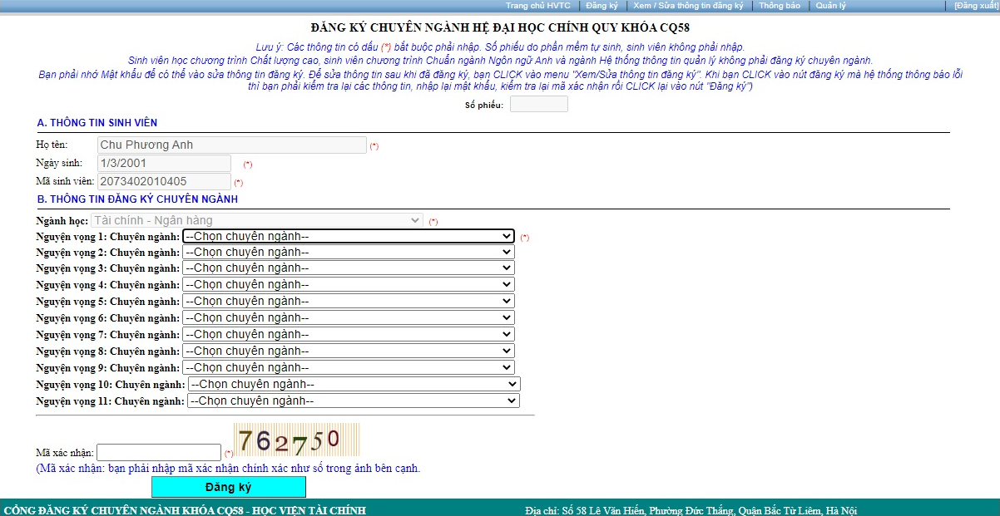 Trang chủ HVTC | Đăng ký | Xem / Sửa thông tin đăng ký | Thông báo | Quản lý | [Đăng xuất]
ĐĂNG KÝ CHUYÊN NGÀNH HỆ ĐẠI HỌC CHÍNH QUY KHÓA CQ58
Lưu ý: Các thông tin có dấu (*) bắt buộc phải nhập. Số phiếu do phần mềm tự sinh, sinh viên không phải nhập.
Sinh viên học chương trình Chất lượng cao, sinh viên chương trình Chuẩn ngành Ngôn ngữ Anh và ngành Hệ thống thông tin quản lý không phải đăng ký chuyên ngành.
Bạn phải nhớ Mật khẩu để có thể vào sửa thông tin đăng ký. Để sửa thông tin sau khi đã đăng ký, bạn CLICK vào menu "Xem/Sửa thông tin đăng ký". Khi bạn CLICK vào nút đăng ký mà hệ thống thông báo lỗi
thì bạn phải kiểm tra lại các thông tin, nhập lại mật khẩu, kiểm tra lại mã xác nhận rồi CLICK lại vào nút "Đăng ký")
Số phiếu:
A. THÔNG TIN SINH VIÊN
Họ tên: Chu Phương Anh (*)
Ngày sinh: 1/3/2001 (*)
Mã sinh viên: 2073402010405 (*)
B. THÔNG TIN ĐĂNG KÝ CHUYÊN NGÀNH
Ngành học: Tài chính - Ngân hàng (*)
Nguyện vọng 1: Chuyên ngành: --Chọn chuyên ngành-- (*)
Nguyện vọng 2: Chuyên ngành: --Chọn chuyên ngành--
Nguyện vọng 3: Chuyên ngành: --Chọn chuyên ngành--
Nguyện vọng 4: Chuyên ngành: --Chọn chuyên ngành--
Nguyện vọng 5: Chuyên ngành: --Chọn chuyên ngành--
Nguyện vọng 6: Chuyên ngành: --Chọn chuyên ngành--
Nguyện vọng 7: Chuyên ngành: --Chọn chuyên ngành--
Nguyện vọng 8: Chuyên ngành: --Chọn chuyên ngành--
Nguyện vọng 9: Chuyên ngành: --Chọn chuyên ngành--
Nguyện vọng 10: Chuyên ngành: --Chọn chuyên ngành--
Nguyện vọng 11: Chuyên ngành: --Chọn chuyên ngành--
Mã xác nhận: (*) 762750
(Mã xác nhận: bạn phải nhập mã xác nhận chính xác như số trong ảnh bên cạnh.
Đăng ký
CỔNG ĐĂNG KÝ CHUYÊN NGÀNH KHÓA CQ58 - HỌC VIỆN TÀI CHÍNH Địa chỉ: Số 58 Lê Văn Hiến, Phường Đức Thắng, Quận Bắc Từ Liêm, Hà Nội